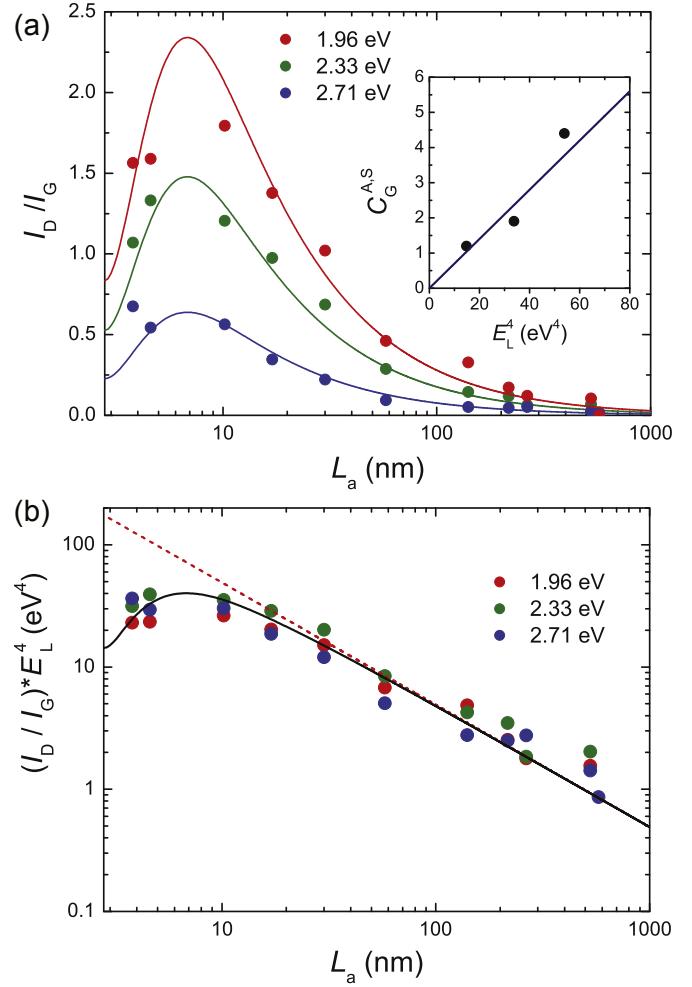 (a)
2.5
2.0
1.5
1.0
0.5
0.0
I_D / I_G
1.96 eV
2.33 eV
2.71 eV
6
5
4
3
2
1
0
C_G^{A,S}
0 20 40 60 80
E_L^4 (eV^4)
10 100 1000
L_a (nm)
(b)
100
10
1
0.1
(I_D / I_G)*E_L^4 (eV^4)
1.96 eV
2.33 eV
2.71 eV
10 100 1000
L_a (nm)